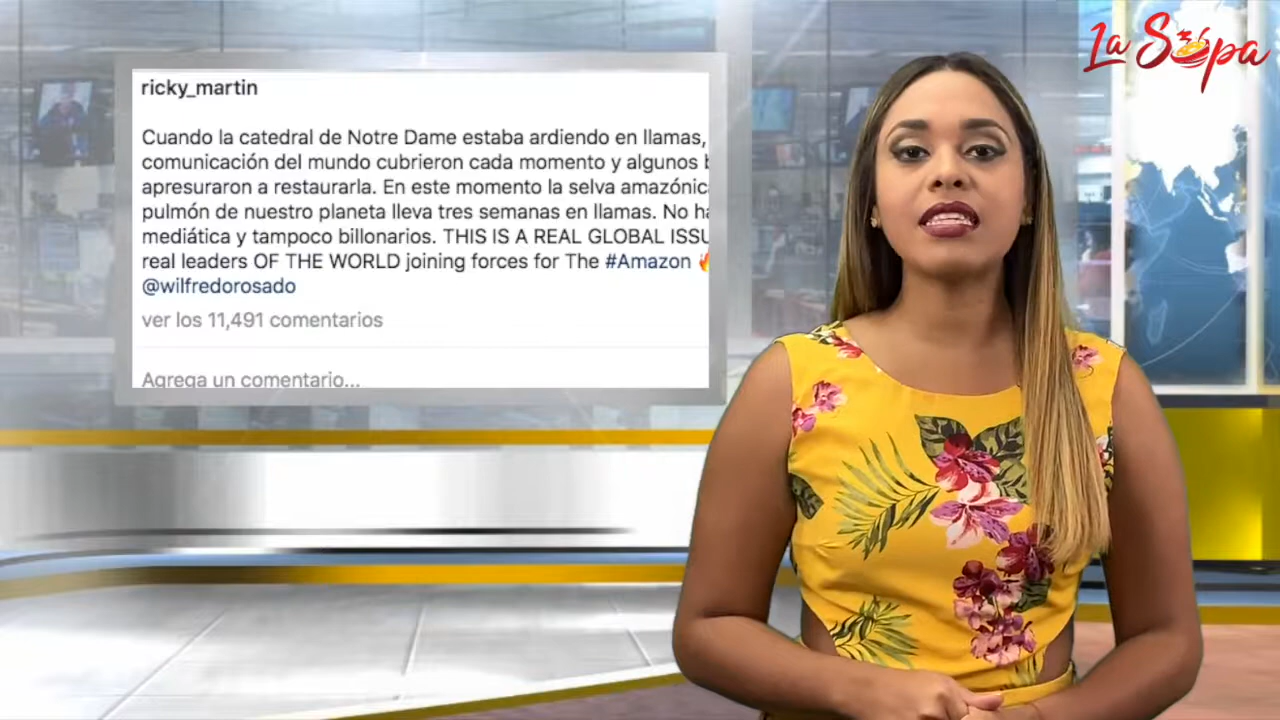 La Sopa
ricky_martin
Cuando la catedral de Notre Dame estaba ardiendo en llamas,
comunicación del mundo cubrieron cada momento y algunos
apresuraron a restaurarla. En este momento la selva
pulmón de nuestro planeta lleva tres semanas en llamas. No
mediática y tampoco billonarios. THIS IS A REAL GLOBAL
real leaders OF THE WORLD joining forces for The #Amazon 🔥
@wilfredorosado
ver los 11,491 comentarios
Agrega un comentario...